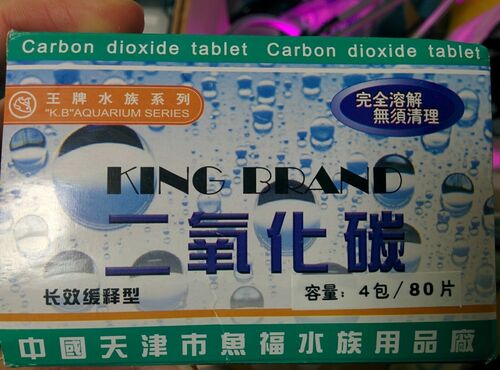 Carbon dioxide tablet Carbon dioxide tablet
王牌水族系列
"K.B"AQUARIUM SERIES
完全溶解
無須清理
KING BRAND
二氧化碳
长效缓释型
容量：4包/80片
中國天津市魚福水族用品廠